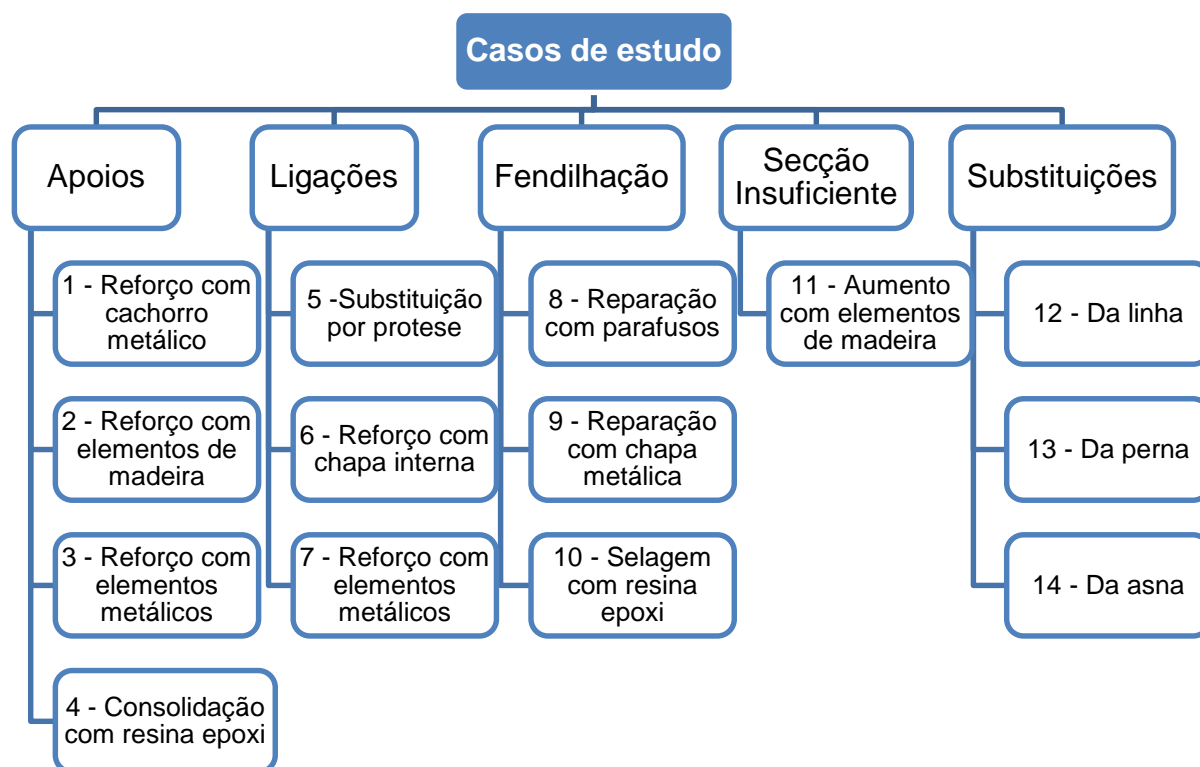 Casos de estudo
Apoios
1 - Reforço com
cachorro
metálico
2 - Reforço com
elementos de
madeira
3 - Reforço com
elementos
metálicos
4 - Consolidação
com resina epoxi
Ligações
5 -Substituição
por protese
6 - Reforço com
chapa interna
7 - Reforço com
elementos
metálicos
Fendilhação
8 - Reparação
com parafusos
9 - Reparação
com chapa
metálica
10 - Selagem
com resina
epoxi
Secção
Insuficiente
11 - Aumento
com elementos
de madeira
Substituições
12 - Da linha
13 - Da perna
14 - Da asna